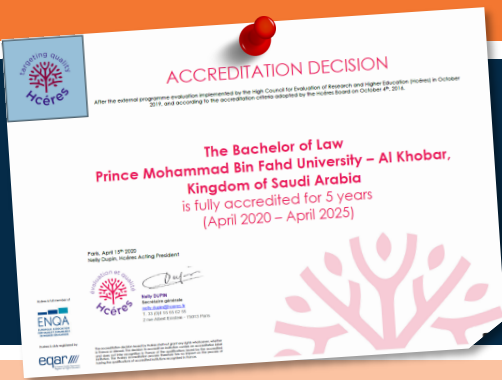 targeting quality
Hcéres
ACCREDITATION DECISION
After the external programme evaluation implemented by the High Council for Evaluation of Research and Higher Education (Hcéres) in October
2019, and according to the accreditation criteria adopted by the Hcéres Board on October 4th, 2016.
The Bachelor of Law
Prince Mohammad Bin Fahd University – Al Khobar,
Kingdom of Saudi Arabia
is fully accredited for 5 years
(April 2020 – April 2025)
Paris, April 15th 2020
Nelly Dupin, Hcéres Acting President
évaluation et qualité
Hcéres
Nelly DUPIN
Secrétaire générale
ENQA
eqar